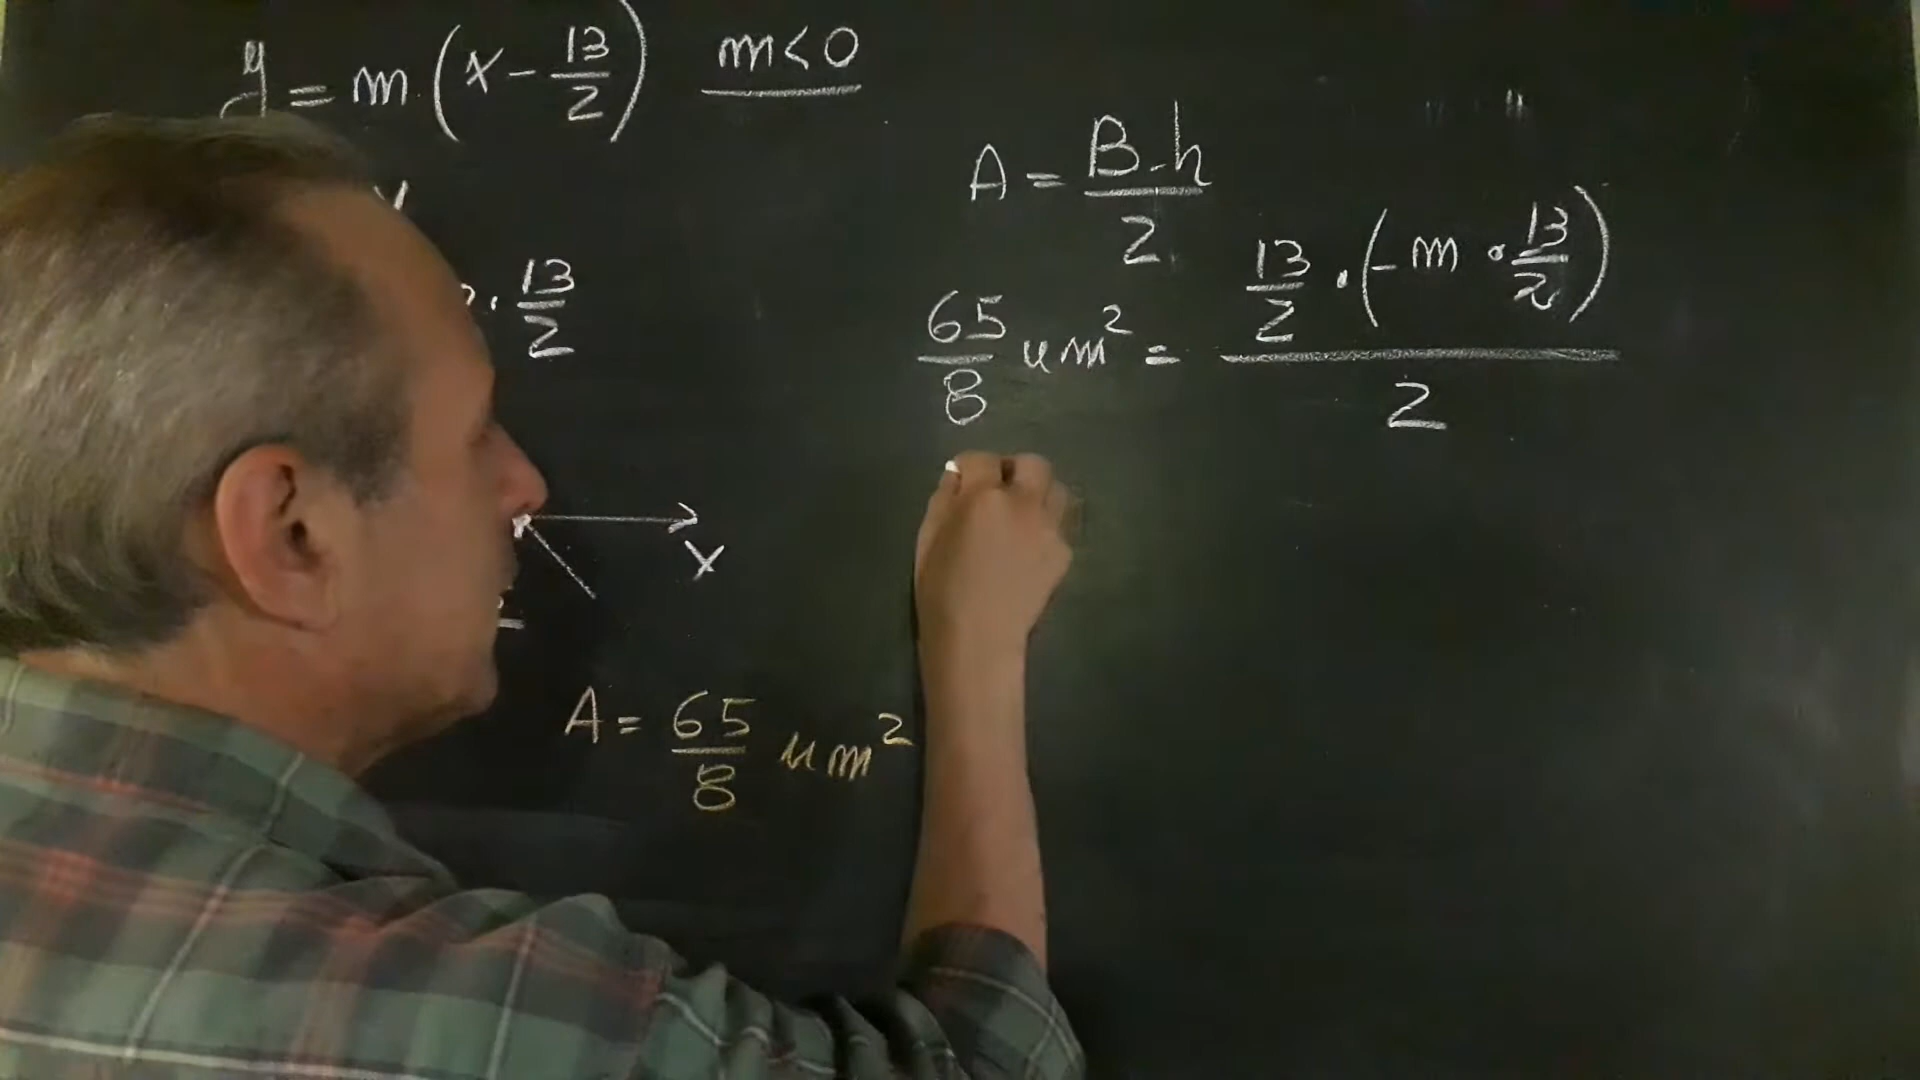 y = m (x - 13/2)  m < 0
y
· 13/2
x
A = 65/8 um²
A = B·h/2
65/8 um² = 13/2 · (-m · 13/2) / 2